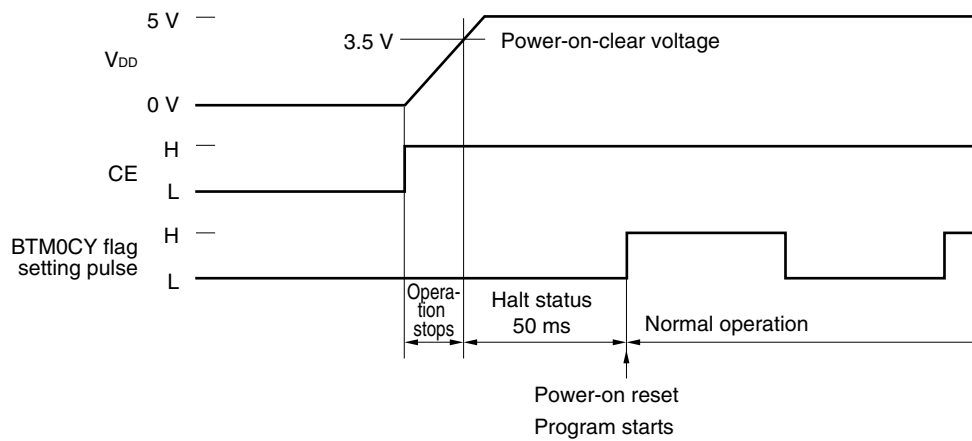 5 V
3.5 V
Power-on-clear voltage
VDD
0 V
H
CE
L
H
BTM0CY flag
setting pulse
L
Opera-
tion
stops
Halt status
50 ms
Normal operation
Power-on reset
Program starts